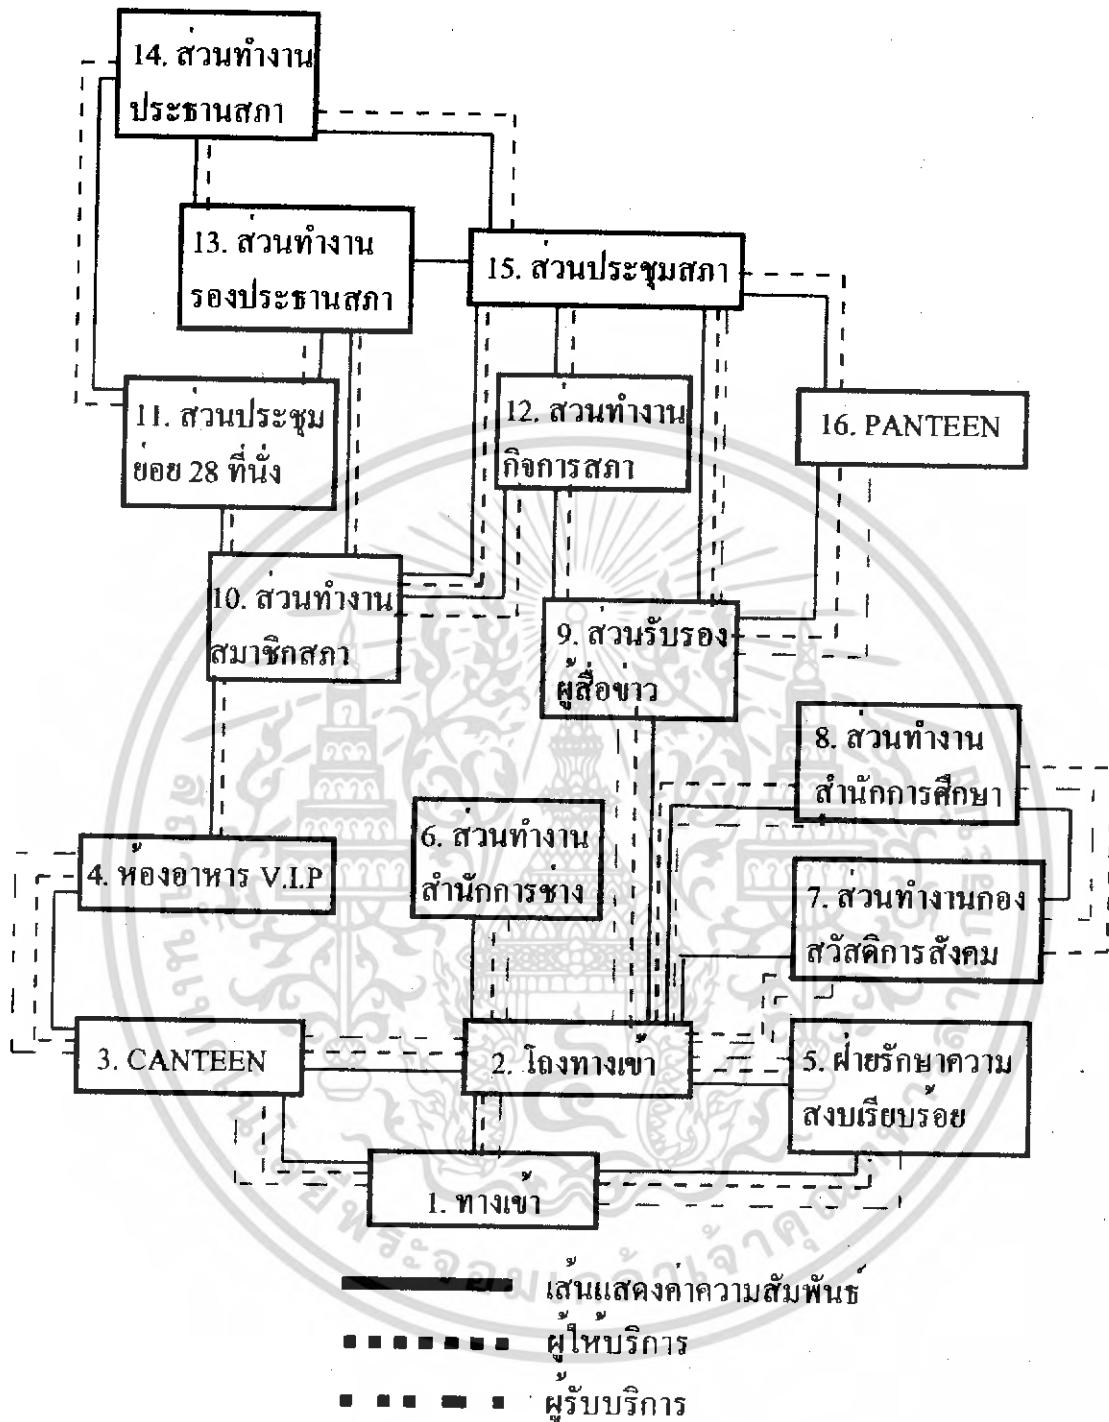 14. ส่วนทำงาน
ประธานสภา
13. ส่วนทำงาน
รองประธานสภา
15. ส่วนประชุมสภา
11. ส่วนประชุม
ย่อย 28 ที่นั่ง
12. ส่วนทำงาน
กิจการสภา
16. PANTEEN
10. ส่วนทำงาน
สมาชิกสภา
9. ส่วนรับรอง
ผู้สื่อข่าว
8. ส่วนทำงาน
สำนักการศึกษา
6. ส่วนทำงาน
สำนักการช่าง
4. ห้องอาหาร V.I.P
7. ส่วนทำงานกอง
สวัสดิการสังคม
3. CANTEEN
2. โถงทางเข้า
5. ฝ่ายรักษาความ
สงบเรียบร้อย
1. ทางเข้า
เส้นแสดงค่าความสัมพันธ์
ผู้ให้บริการ
ผู้รับบริการ